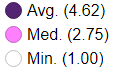 Avg. (4.62)
Med. (2.75)
Min. (1.00)